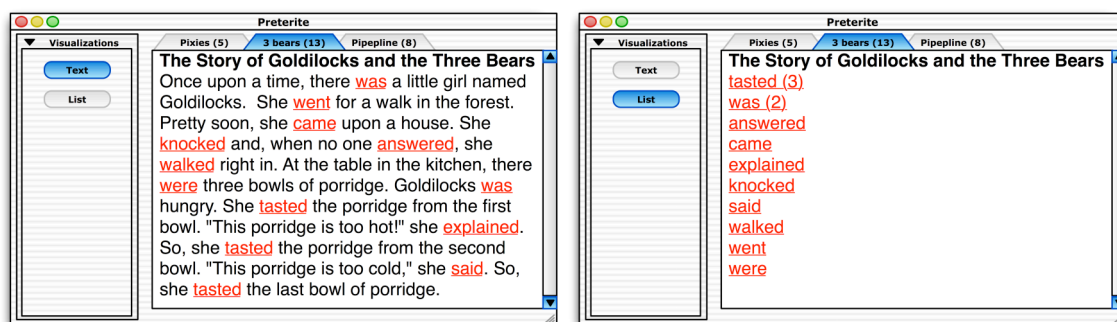 Preterite
Visualizations
Text
List
Pixies (5)
3 bears (13)
Pipepline (8)
The Story of Goldilocks and the Three Bears
Once upon a time, there was a little girl named
Goldilocks. She went for a walk in the forest.
Pretty soon, she came upon a house. She
knocked and, when no one answered, she
walked right in. At the table in the kitchen, there
were three bowls of porridge. Goldilocks was
hungry. She tasted the porridge from the first
bowl. "This porridge is too hot!" she explained.
So, she tasted the porridge from the second
bowl. "This porridge is too cold," she said. So,
she tasted the last bowl of porridge.
Preterite
Visualizations
Text
List
Pixies (5)
3 bears (13)
Pipepline (8)
The Story of Goldilocks and the Three Bears
tasted (3)
was (2)
answered
came
explained
knocked
said
walked
went
were